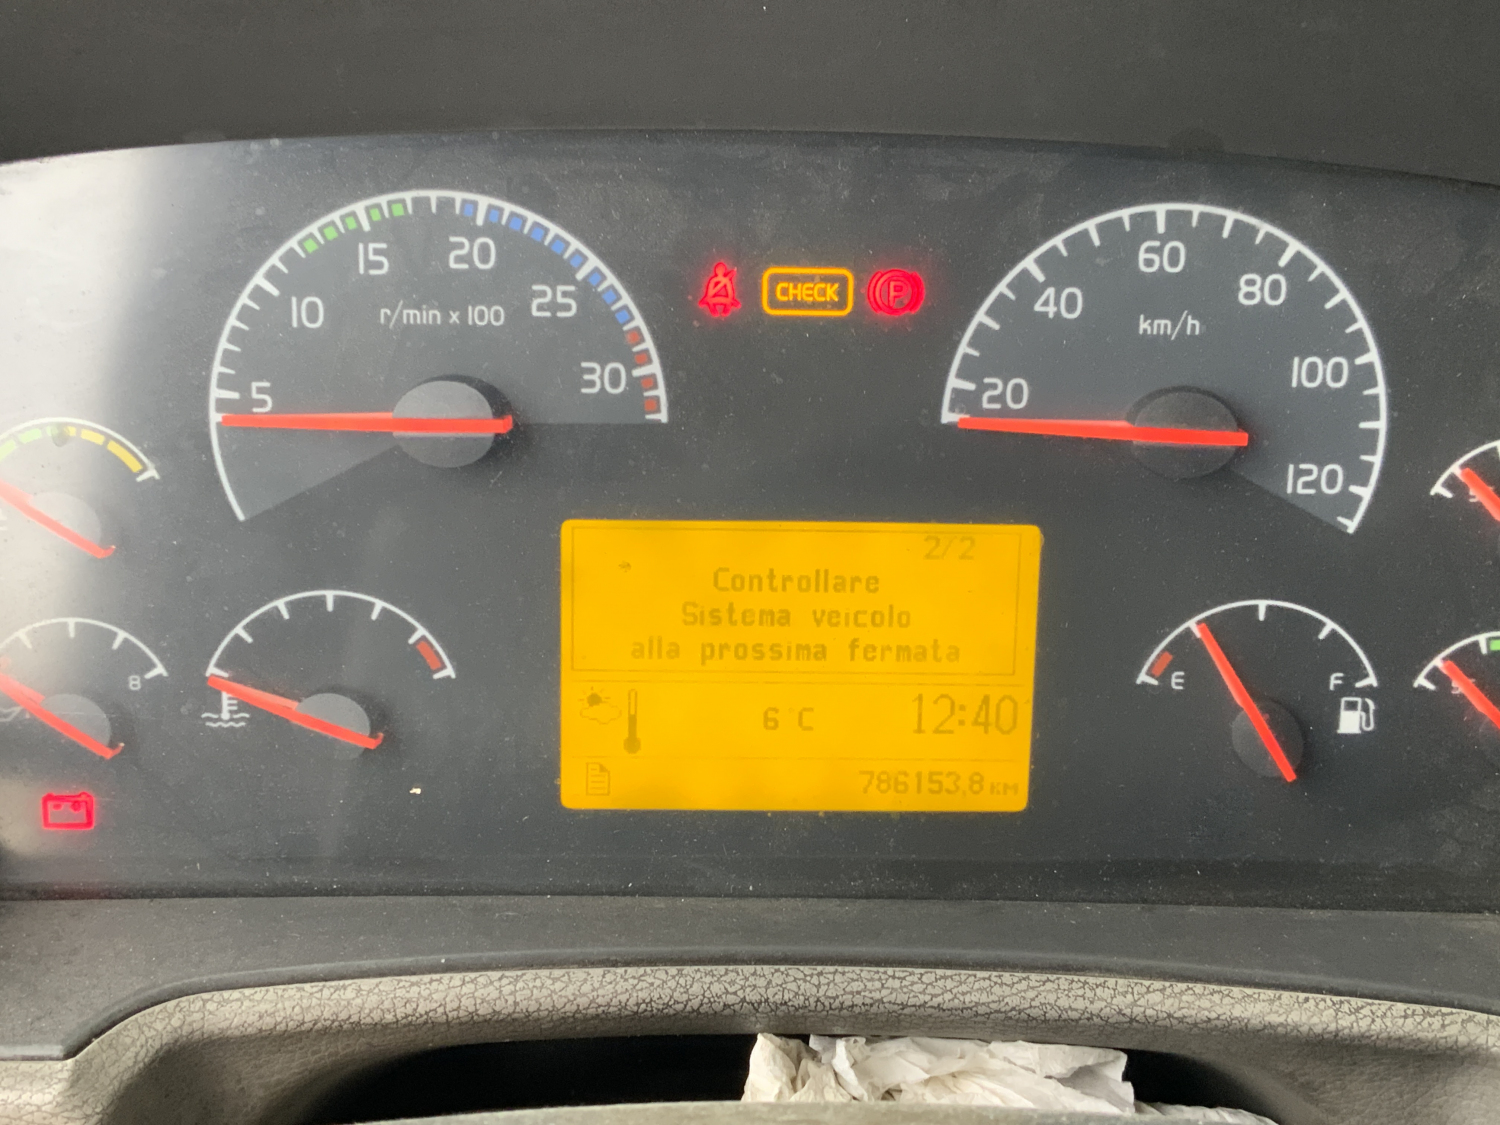 5
10
15
20
25
30
r/min x 100
CHECK
P
20
40
60
80
100
120
km/h
2/2
Controllare
Sistema veicolo
alla prossima fermata
6°C
12:40
786153,8 KM
8
E
F